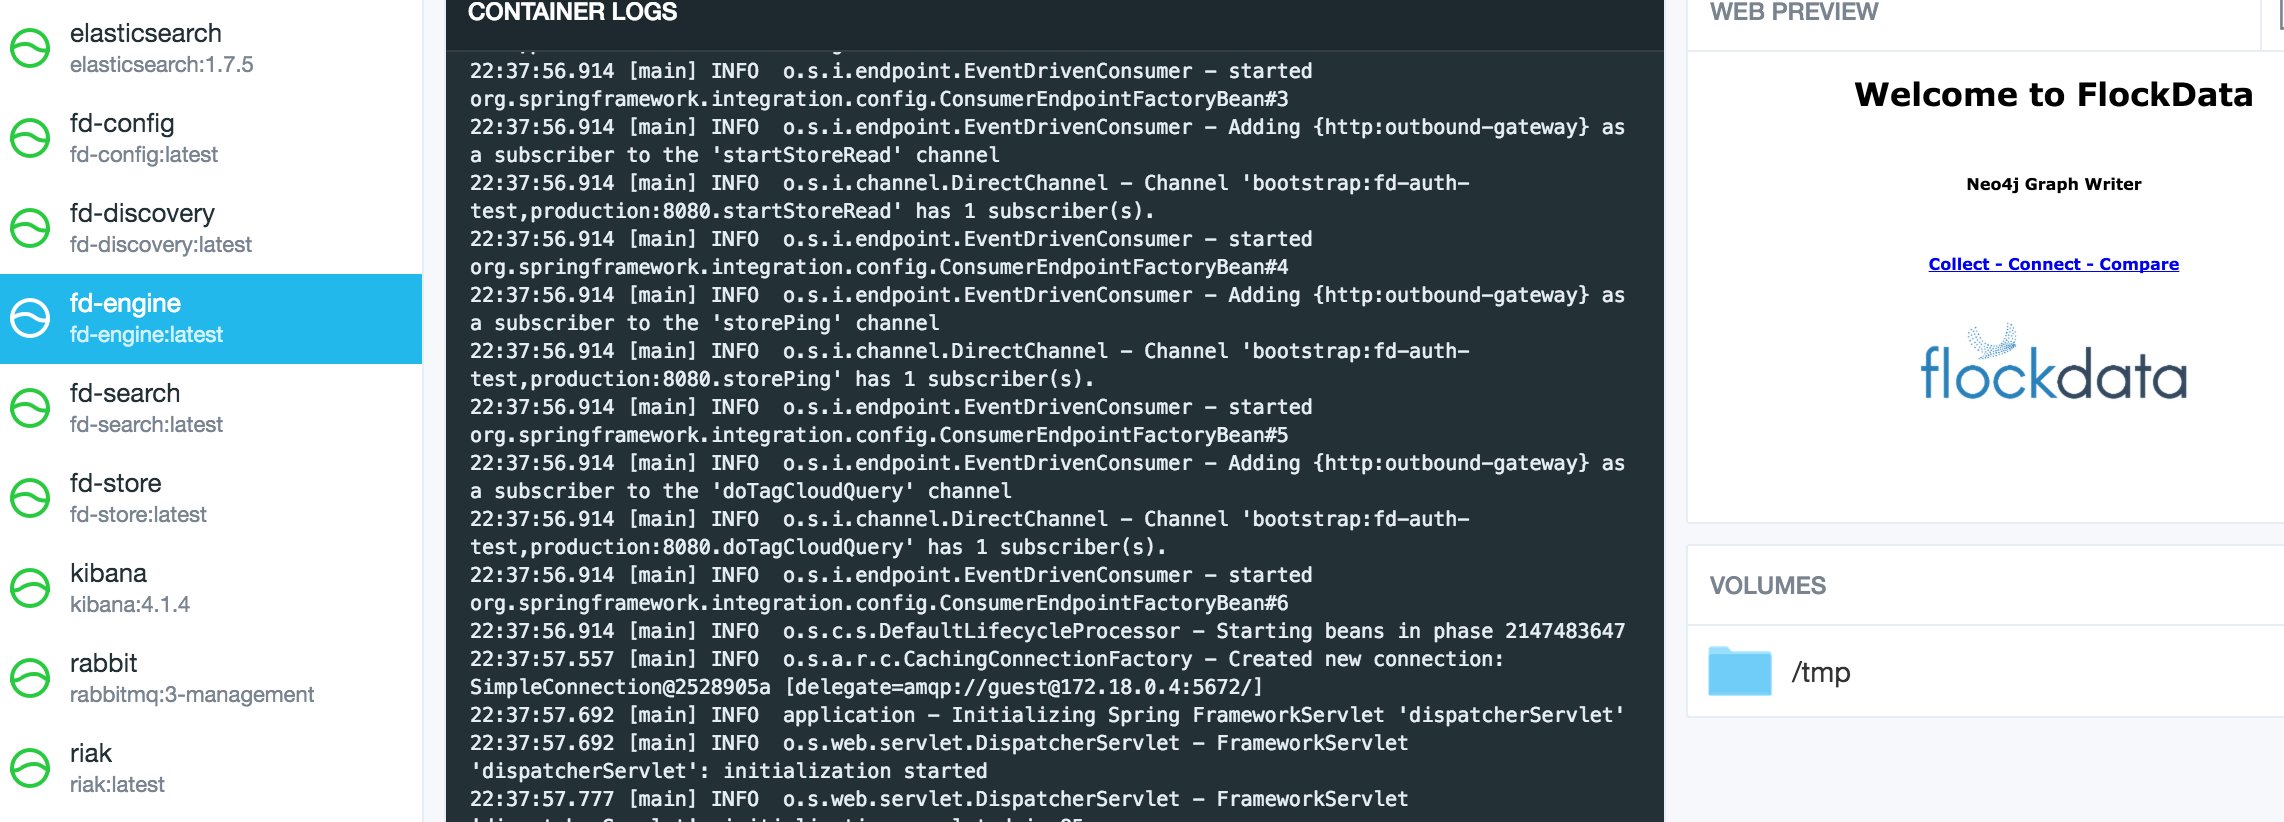 elasticsearch
elasticsearch:1.7.5
fd-config
fd-config:latest
fd-discovery
fd-discovery:latest
fd-engine
fd-engine:latest
fd-search
fd-search:latest
fd-store
fd-store:latest
kibana
kibana:4.1.4
rabbit
rabbitmq:3-management
riak
riak:latest
CONTAINER LOGS
22:37:56.914 [main] INFO  o.s.i.endpoint.EventDrivenConsumer – started
org.springframework.integration.config.ConsumerEndpointFactoryBean#3
22:37:56.914 [main] INFO  o.s.i.endpoint.EventDrivenConsumer – Adding {http:outbound-gateway} as
a subscriber to the 'startStoreRead' channel
22:37:56.914 [main] INFO  o.s.i.channel.DirectChannel – Channel 'bootstrap:fd-auth-
test,production:8080.startStoreRead' has 1 subscriber(s).
22:37:56.914 [main] INFO  o.s.i.endpoint.EventDrivenConsumer – started
org.springframework.integration.config.ConsumerEndpointFactoryBean#4
22:37:56.914 [main] INFO  o.s.i.endpoint.EventDrivenConsumer – Adding {http:outbound-gateway} as
a subscriber to the 'storePing' channel
22:37:56.914 [main] INFO  o.s.i.channel.DirectChannel – Channel 'bootstrap:fd-auth-
test,production:8080.storePing' has 1 subscriber(s).
22:37:56.914 [main] INFO  o.s.i.endpoint.EventDrivenConsumer – started
org.springframework.integration.config.ConsumerEndpointFactoryBean#5
22:37:56.914 [main] INFO  o.s.i.endpoint.EventDrivenConsumer – Adding {http:outbound-gateway} as
a subscriber to the 'doTagCloudQuery' channel
22:37:56.914 [main] INFO  o.s.i.channel.DirectChannel – Channel 'bootstrap:fd-auth-
test,production:8080.doTagCloudQuery' has 1 subscriber(s).
22:37:56.914 [main] INFO  o.s.i.endpoint.EventDrivenConsumer – started
org.springframework.integration.config.ConsumerEndpointFactoryBean#6
22:37:56.914 [main] INFO  o.s.c.s.DefaultLifecycleProcessor – Starting beans in phase 2147483647
22:37:57.557 [main] INFO  o.s.a.r.c.CachingConnectionFactory – Created new connection:
SimpleConnection@2528905a [delegate=amqp://guest@172.18.0.4:5672/]
22:37:57.692 [main] INFO  application – Initializing Spring FrameworkServlet 'dispatcherServlet'
22:37:57.692 [main] INFO  o.s.web.servlet.DispatcherServlet – FrameworkServlet
'dispatcherServlet': initialization started
22:37:57.777 [main] INFO  o.s.web.servlet.DispatcherServlet – FrameworkServlet
WEB PREVIEW
Welcome to FlockData
Neo4j Graph Writer
Collect - Connect - Compare
flockdata
VOLUMES
/tmp